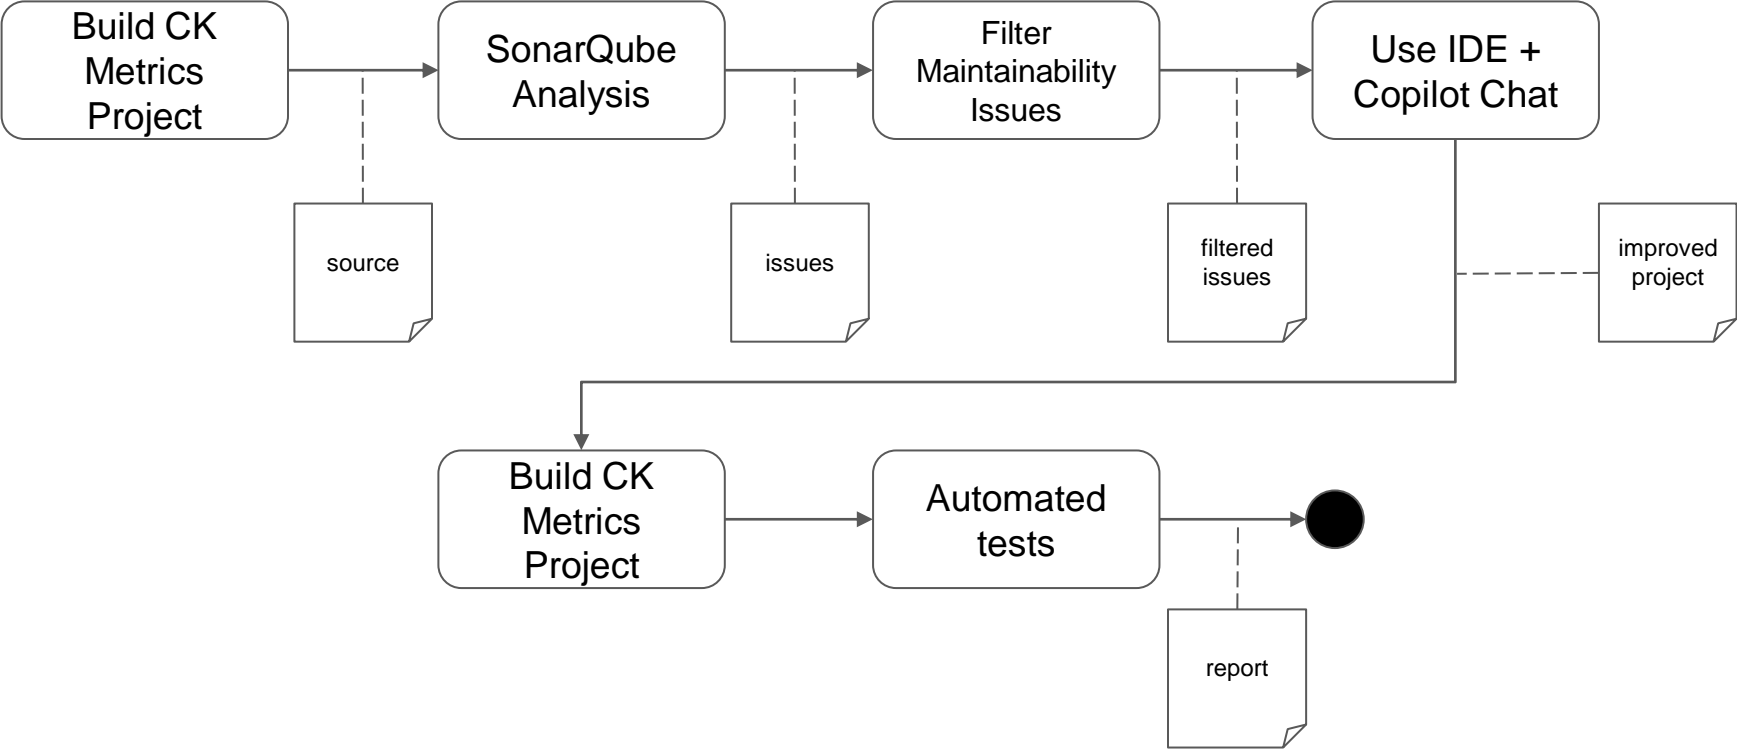 Build CK
Metrics
Project
SonarQube
Analysis
Filter
Maintainability
Issues
Use IDE +
Copilot Chat
source
issues
filtered
issues
improved
project
Build CK
Metrics
Project
Automated
tests
report